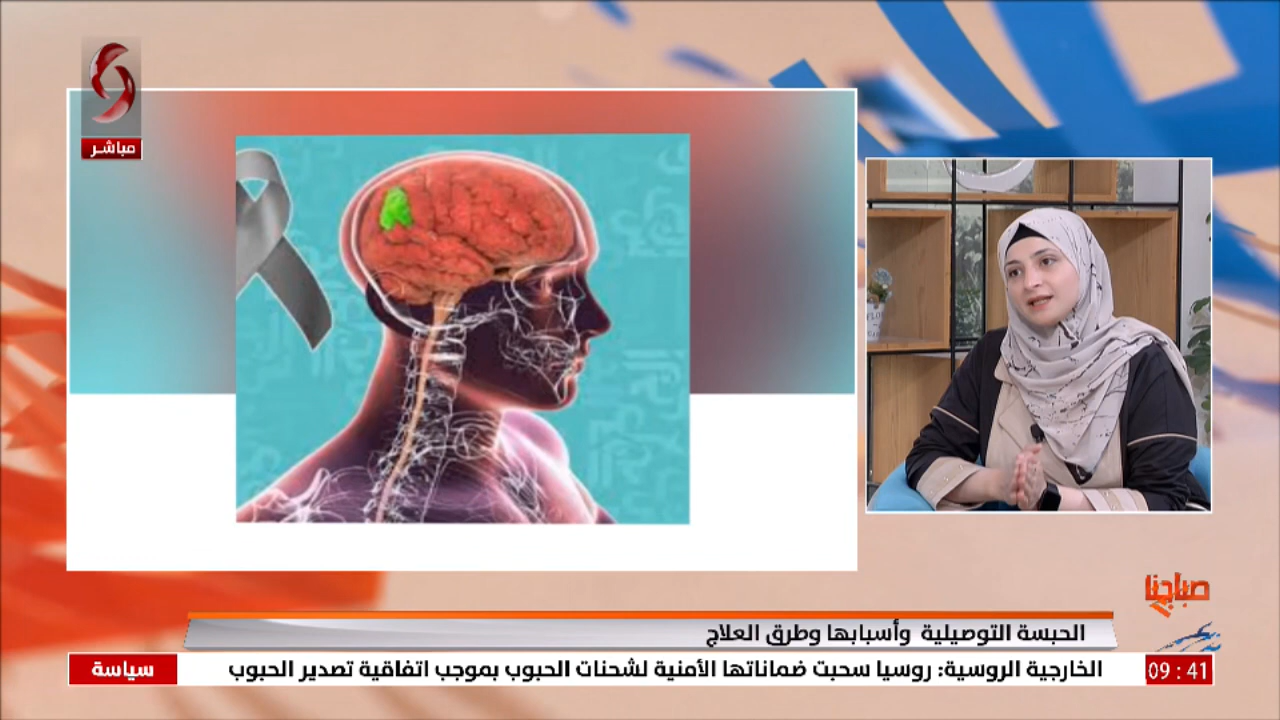 مباشر
صباحنا
الحبسة التوصيلية وأسبابها وطرق العلاج
سياسة
الخارجية الروسية: روسيا سحبت ضماناتها الأمنية لشحنات الحبوب بموجب اتفاقية تصدير الحبوب
09:41